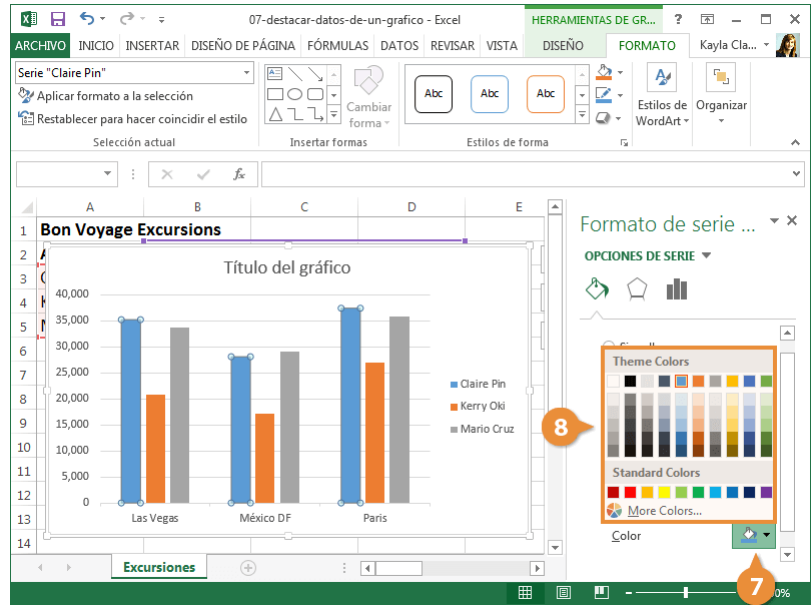 07-destacar-datos-de-un-grafico - Excel
HERRAMIENTAS DE GR...
?
ARCHIVO INICIO INSERTAR DISEÑO DE PÁGINA FÓRMULAS DATOS REVISAR VISTA DISEÑO FORMATO Kayla Cla...
Serie "Claire Pin"
Aplicar formato a la selección
Restablecer para hacer coincidir el estilo
Selección actual
Cambiar
forma
Insertar formas
Abc Abc Abc
Estilos de forma
Estilos de
WordArt
Organizar
fx
A B C D E
1 Bon Voyage Excursions
2
3
4
5
6
7
8
9
10
11
12
13
14
Título del gráfico
40,000
35,000
30,000
25,000
20,000
15,000
10,000
5,000
0
Las Vegas México DF Paris
Claire Pin
Kerry Oki
Mario Cruz
Excursiones
Formato de serie ...
OPCIONES DE SERIE
Theme Colors
Standard Colors
More Colors...
Color
8
7
0%